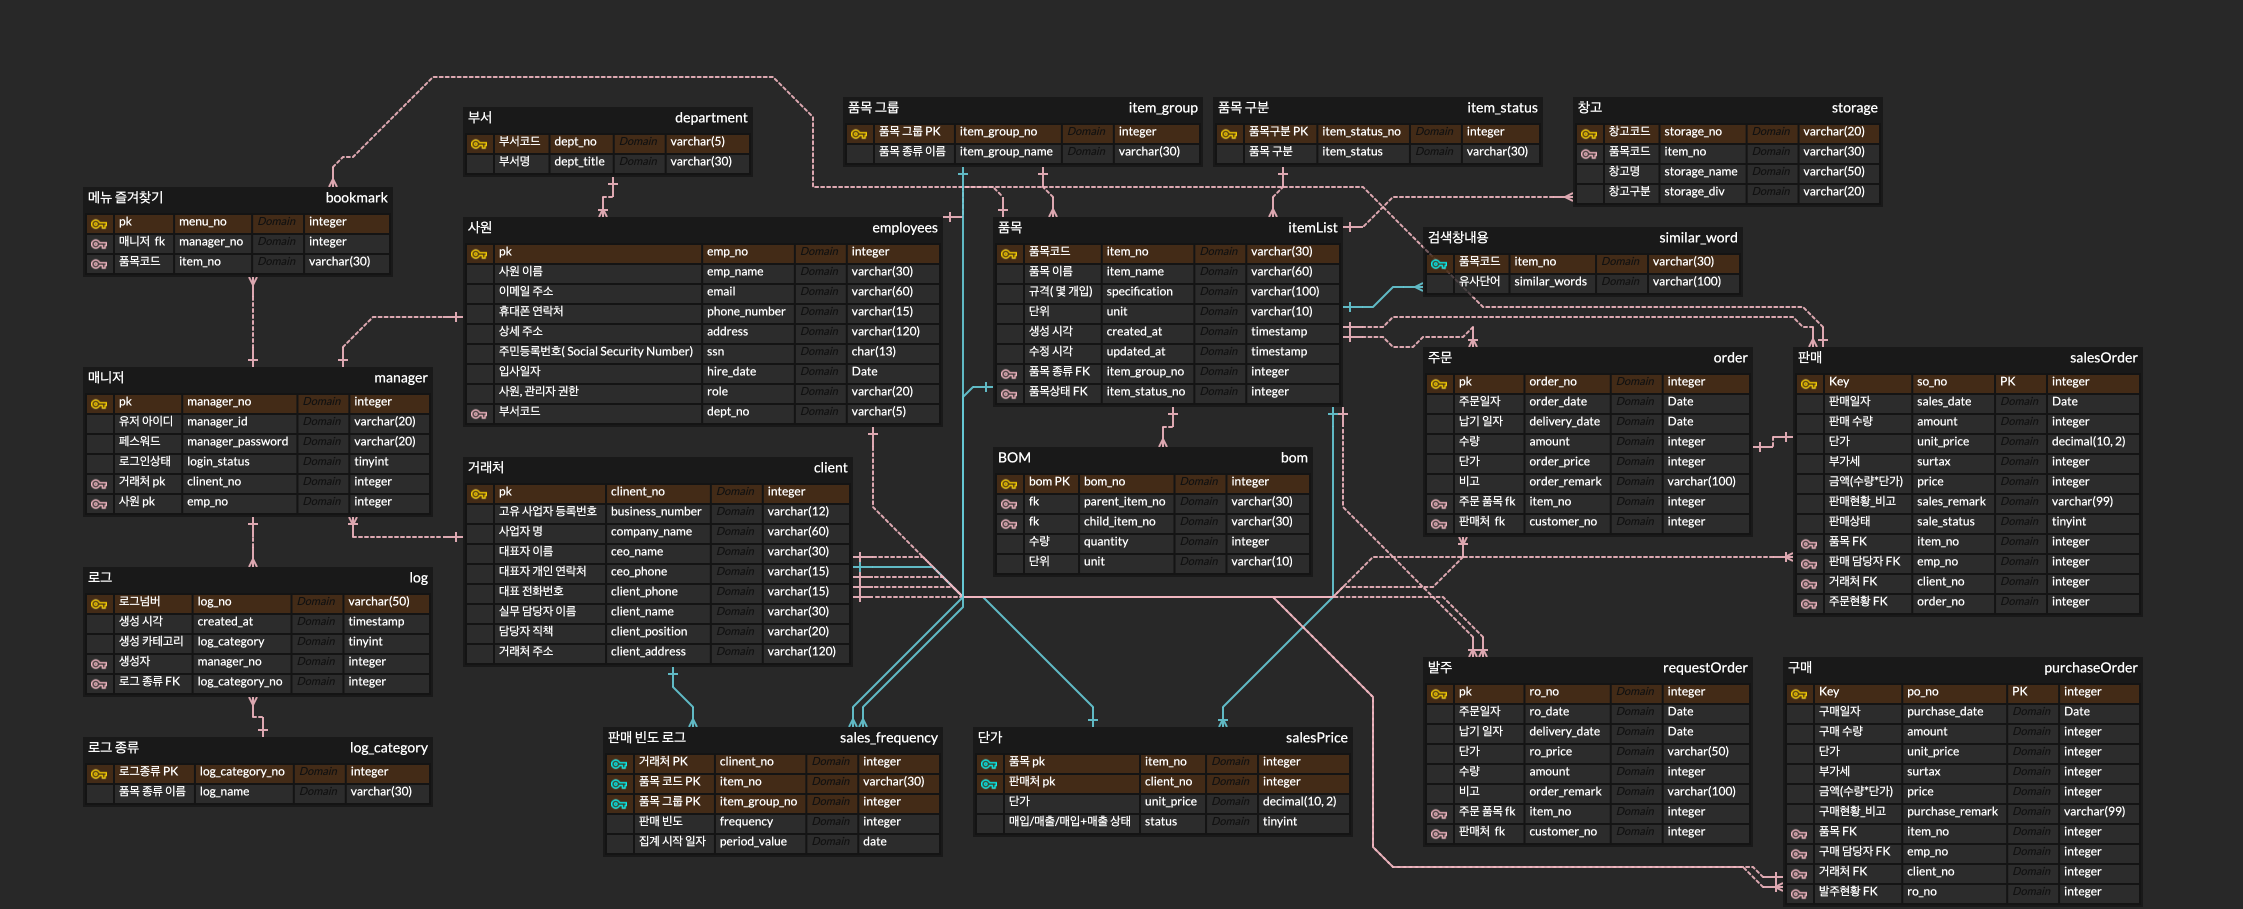 부서 department
부서코드 dept_no Domain varchar(5)
부서명 dept_title Domain varchar(30)
품목 그룹 item_group
품목 그룹 PK item_group_no Domain integer
품목 종류 이름 item_group_name Domain varchar(30)
품목 구분 item_status
품목구분 PK item_status_no Domain integer
품목 구분 item_status Domain varchar(30)
창고 storage
창고코드 storage_no Domain varchar(20)
품목코드 item_no Domain varchar(30)
창고명 storage_name Domain varchar(50)
창고구분 storage_div Domain varchar(20)
메뉴 즐겨찾기 bookmark
pk menu_no Domain integer
매니저 fk manager_no Domain integer
품목코드 item_no Domain varchar(30)
사원 employees
pk emp_no Domain integer
사원 이름 emp_name Domain varchar(30)
이메일 주소 email Domain varchar(60)
휴대폰 연락처 phone_number Domain varchar(15)
상세 주소 address Domain varchar(120)
주민등록번호( Social Security Number) ssn Domain char(13)
입사일자 hire_date Domain Date
사원, 관리자 권한 role Domain varchar(20)
부서코드 dept_no Domain varchar(5)
품목 itemList
품목코드 item_no Domain varchar(30)
품목 이름 item_name Domain varchar(60)
규격( 몇 개입) specification Domain varchar(100)
단위 unit Domain varchar(10)
생성 시각 created_at Domain timestamp
수정 시각 updated_at Domain timestamp
품목 종류 FK item_group_no Domain integer
품목상태 FK item_status_no Domain integer
검색창내용 similar_word
품목코드 item_no Domain varchar(30)
유사단어 similar_words Domain varchar(100)
매니저 manager
pk manager_no Domain integer
유저 아이디 manager_id Domain varchar(20)
페스워드 manager_password Domain varchar(20)
로그인상태 login_status Domain tinyint
거래처 pk clinent_no Domain integer
사원 pk emp_no Domain integer
주문 order
pk order_no Domain integer
주문일자 order_date Domain Date
납기 일자 delivery_date Domain Date
수량 amount Domain integer
단가 order_price Domain integer
비고 order_remark Domain varchar(100)
주문 품목 fk item_no Domain integer
판매처 fk customer_no Domain integer
판매 salesOrder
Key so_no PK integer
판매일자 sales_date Domain Date
판매 수량 amount Domain integer
단가 unit_price Domain decimal(10, 2)
부가세 surtax Domain integer
금액(수량*단가) price Domain integer
판매현황_비고 sales_remark Domain varchar(99)
판매상태 sale_status Domain tinyint
품목 FK item_no Domain integer
판매 담당자 FK emp_no Domain integer
거래처 FK client_no Domain integer
주문현황 FK order_no Domain integer
거래처 client
pk clinent_no Domain integer
고유 사업자 등록번호 business_number Domain varchar(12)
사업자 명 company_name Domain varchar(60)
대표자 이름 ceo_name Domain varchar(30)
대표자 개인 연락처 ceo_phone Domain varchar(15)
대표 전화번호 client_phone Domain varchar(15)
실무 담당자 이름 client_name Domain varchar(30)
담당자 직책 client_position Domain varchar(20)
거래처 주소 client_address Domain varchar(120)
BOM bom
bom PK bom_no Domain integer
fk parent_item_no Domain varchar(30)
fk child_item_no Domain varchar(30)
수량 quantity Domain integer
단위 unit Domain varchar(10)
로그 log
로그넘버 log_no Domain varchar(50)
생성 시각 created_at Domain timestamp
생성 카테고리 log_category Domain tinyint
생성자 manager_no Domain integer
로그 종류 FK log_category_no Domain integer
로그 종류 log_category
로그종류 PK log_category_no Domain integer
품목 종류 이름 log_name Domain varchar(30)
판매 빈도 로그 sales_frequency
거래처 PK clinent_no Domain integer
품목 코드 PK item_no Domain varchar(30)
품목 그룹 PK item_group_no Domain integer
판매 빈도 frequency Domain integer
집계 시작 일자 period_value Domain date
단가 salesPrice
품목 pk item_no Domain integer
판매처 pk client_no Domain integer
단가 unit_price Domain decimal(10, 2)
매입/매출/매입+매출 상태 status Domain tinyint
발주 requestOrder
pk ro_no Domain integer
주문일자 ro_date Domain Date
납기 일자 delivery_date Domain Date
단가 ro_price Domain varchar(50)
수량 amount Domain integer
비고 order_remark Domain varchar(100)
주문 품목 fk item_no Domain integer
판매처 fk customer_no Domain integer
구매 purchaseOrder
Key po_no PK integer
구매일자 purchase_date Domain Date
구매 수량 amount Domain integer
단가 unit_price Domain integer
부가세 surtax Domain integer
금액(수량*단가) price Domain integer
구매현황_비고 purchase_remark Domain varchar(99)
품목 FK item_no Domain integer
구매 담당자 FK emp_no Domain integer
거래처 FK client_no Domain integer
발주현황 FK ro_no Domain integer